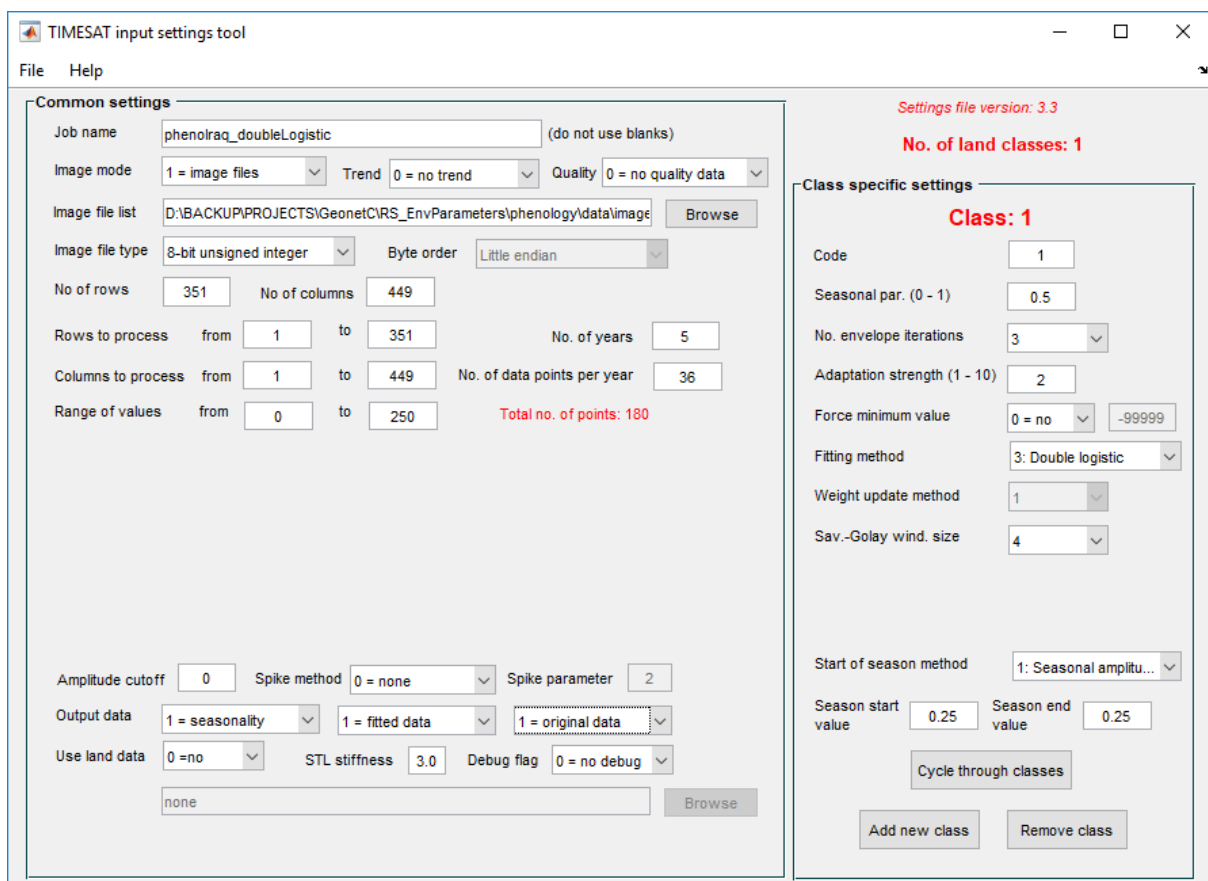 TIMESAT input settings tool
File Help
Common settings
Job name phenoIraq_doubleLogistic (do not use blanks)
Image mode 1 = image files Trend 0 = no trend Quality 0 = no quality data
Image file list D:\BACKUP\PROJECTS\GeonetC\RS_EnvParameters\phenology\data\image Browse
Image file type 8-bit unsigned integer Byte order Little endian
No of rows 351 No of columns 449
Rows to process from 1 to 351 No. of years 5
Columns to process from 1 to 449 No. of data points per year 36
Range of values from 0 to 250 Total no. of points: 180
Amplitude cutoff 0 Spike method 0 = none Spike parameter 2
Output data 1 = seasonality 1 = fitted data 1 = original data
Use land data 0 =no STL stiffness 3.0 Debug flag 0 = no debug
none Browse
Settings file version: 3.3
No. of land classes: 1
Class specific settings
Class: 1
Code 1
Seasonal par. (0 - 1) 0.5
No. envelope iterations 3
Adaptation strength (1 - 10) 2
Force minimum value 0 = no -99999
Fitting method 3: Double logistic
Weight update method 1
Sav.-Golay wind. size 4
Start of season method 1: Seasonal amplitu...
Season start value 0.25 Season end value 0.25
Cycle through classes
Add new class Remove class